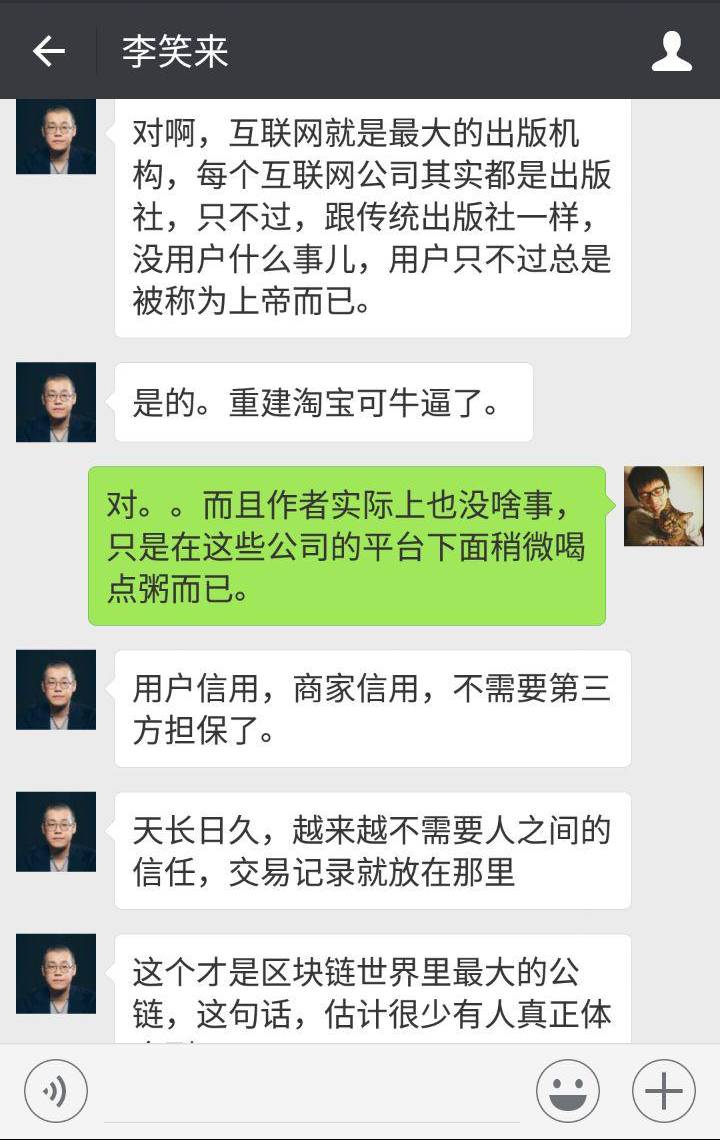 李笑来
对啊，互联网就是最大的出版机
构，每个互联网公司其实都是出版
社，只不过，跟传统出版社一样，
没用户什么事儿，用户只不过总是
被称为上帝而已。
是的。重建淘宝可牛逼了。
对。。而且作者实际上也没啥事，
只是在这些公司的平台下面稍微喝
点粥而已。
用户信用，商家信用，不需要第三
方担保了。
天长日久，越来越不需要人之间的
信任，交易记录就放在那里
这个才是区块链世界里最大的公
链，这句话，估计很少有人真正体